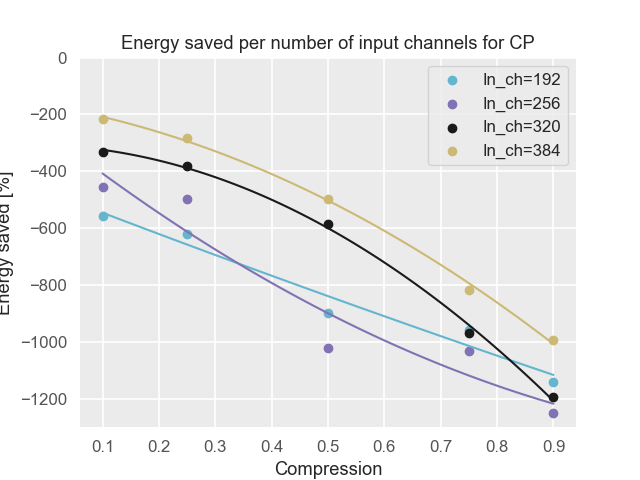 Energy saved per number of input channels for CP
0
−200
−400
−600
−800
−1000
−1200
Energy saved [%]
In_ch=192
In_ch=256
In_ch=320
In_ch=384
0.1 0.2 0.3 0.4 0.5 0.6 0.7 0.8 0.9
Compression